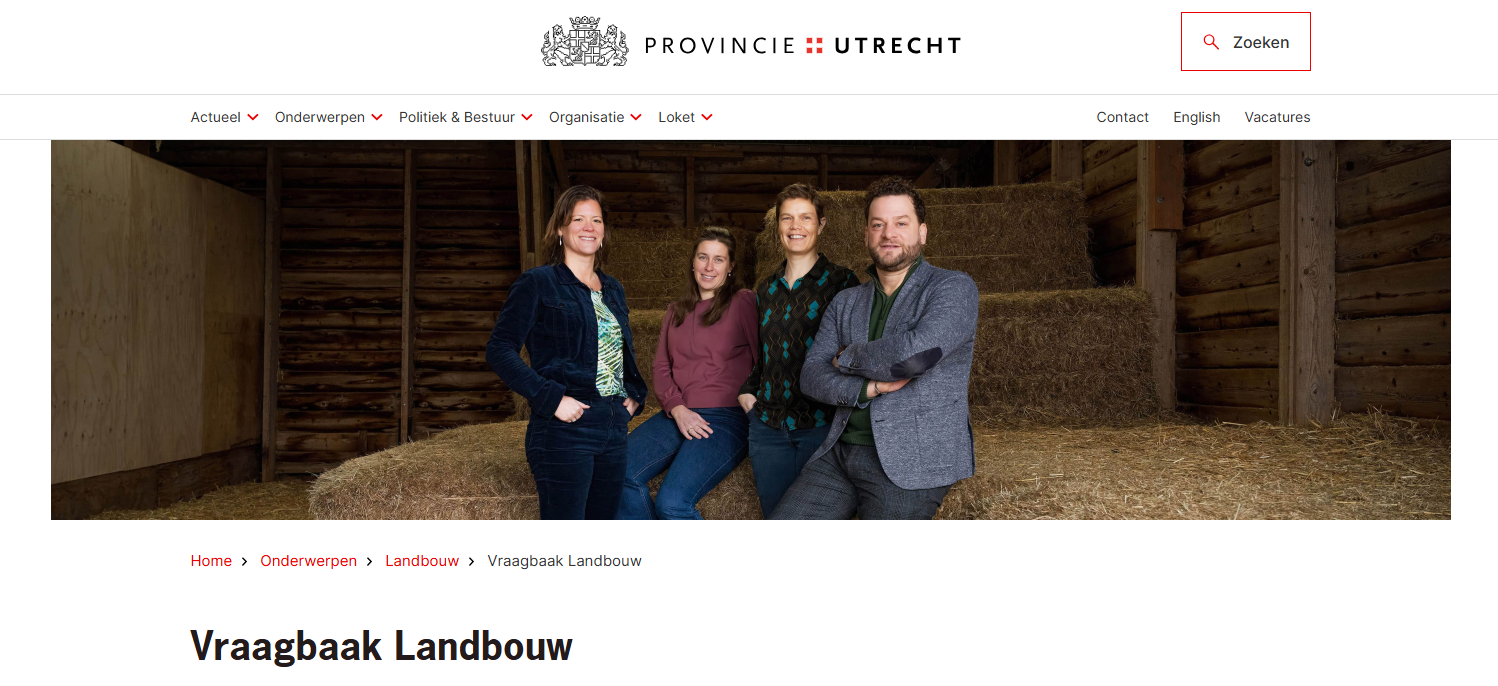 PROVINCIE UTRECHT
Zoeken
Actueel Onderwerpen Politiek & Bestuur Organisatie Loket Contact English Vacatures
Home > Onderwerpen > Landbouw > Vraagbaak Landbouw
Vraagbaak Landbouw